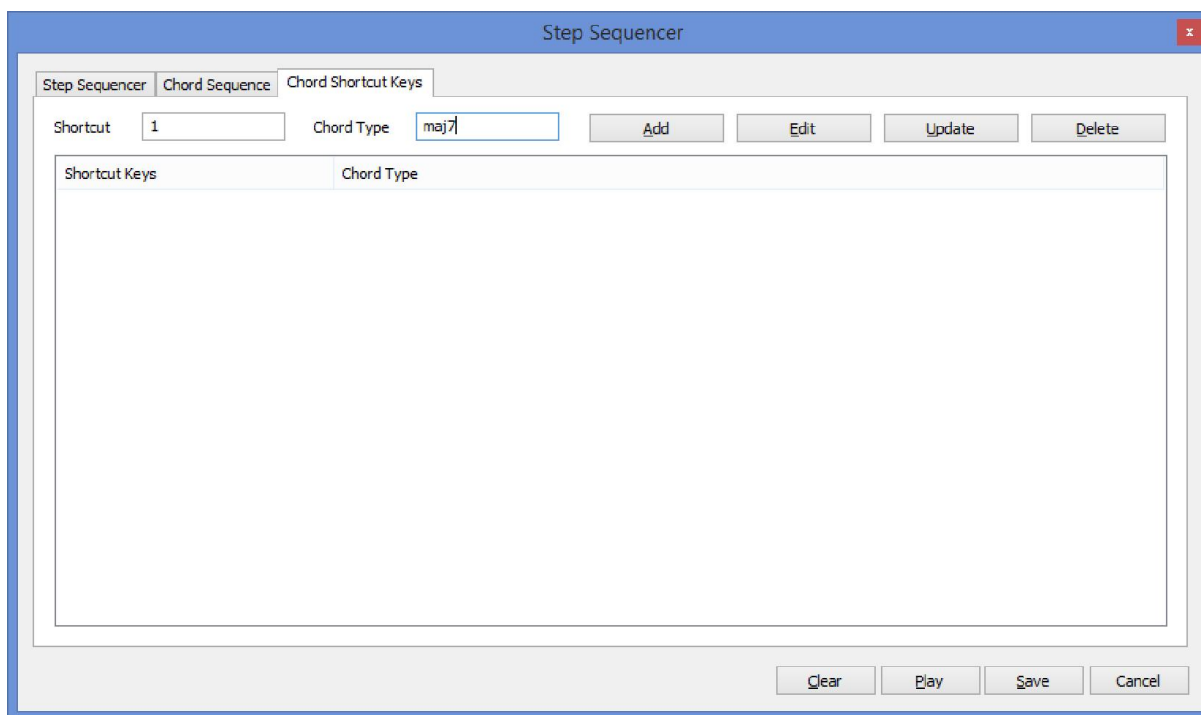 Step Sequencer
x
Step Sequencer Chord Sequence Chord Shortcut Keys
Shortcut 1 Chord Type maj7 Add Edit Update Delete
Shortcut Keys Chord Type
Clear Play Save Cancel